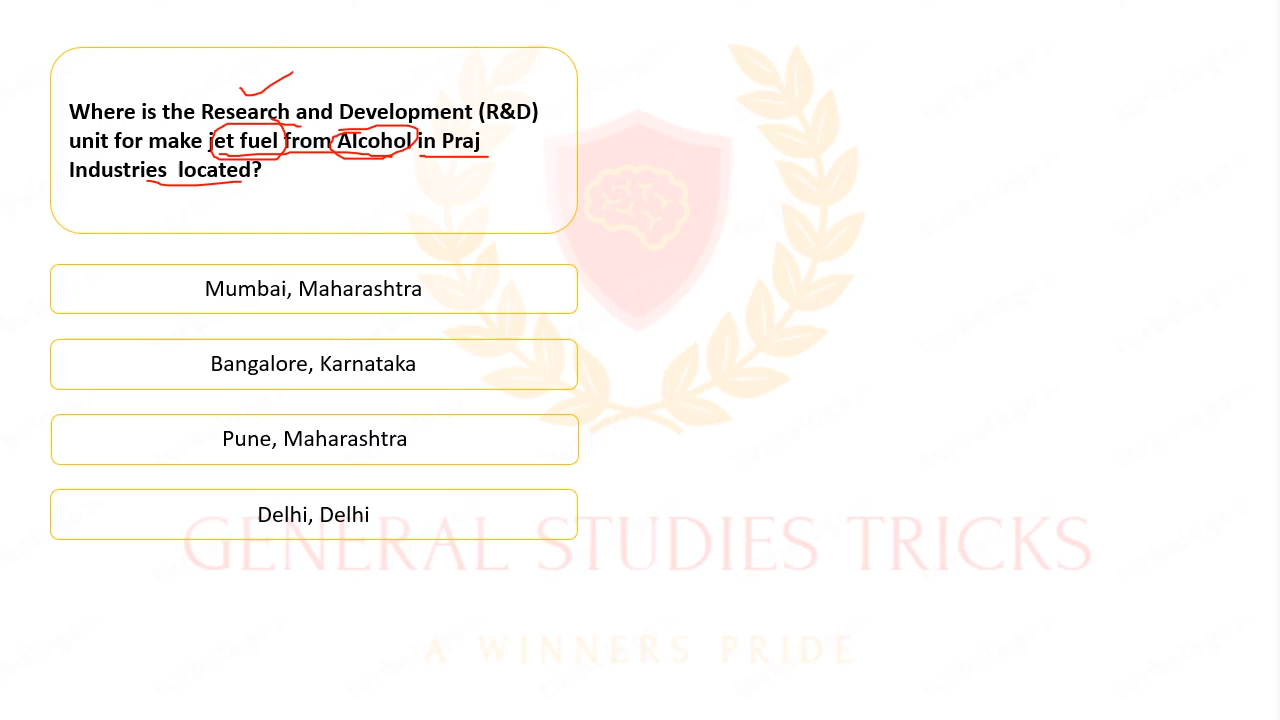 Where is the Research and Development (R&D)
unit for make jet fuel from Alcohol in Praj
Industries located?
Mumbai, Maharashtra
Bangalore, Karnataka
Pune, Maharashtra
Delhi, Delhi
GENERAL STUDIES TRICKS
A WINNERS PRIDE